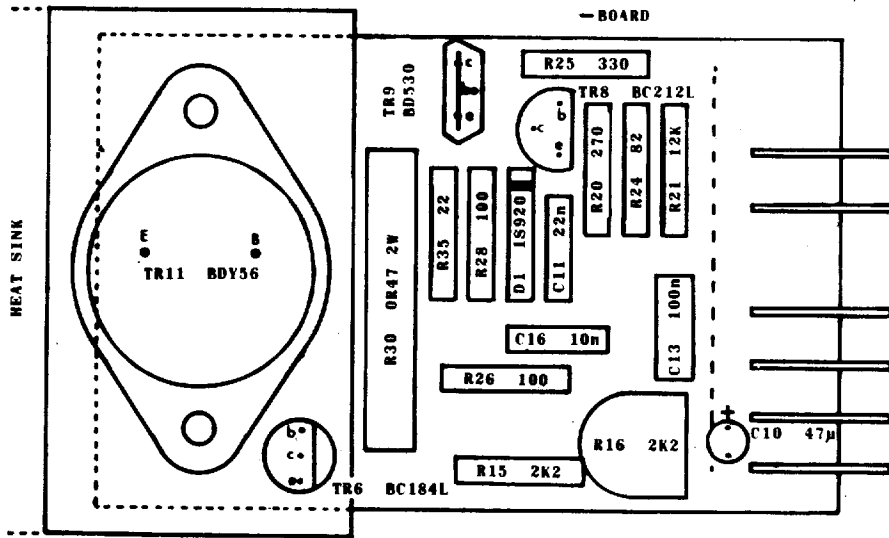 — BOARD
HEAT SINK
TR9 BD530
c
b
e
R25 330
TR8 BC212L
c
b
e
R20 270
R24 82
R21 12K
R35 22
R28 100
D1 1S920
C11 22n
E
B
TR11 BDY56
R30 0R47 2W
C13 100n
C16 10n
R26 100
R16 2K2
+
-
C10 47µ
R15 2K2
b
c
e
TR6 BC184L